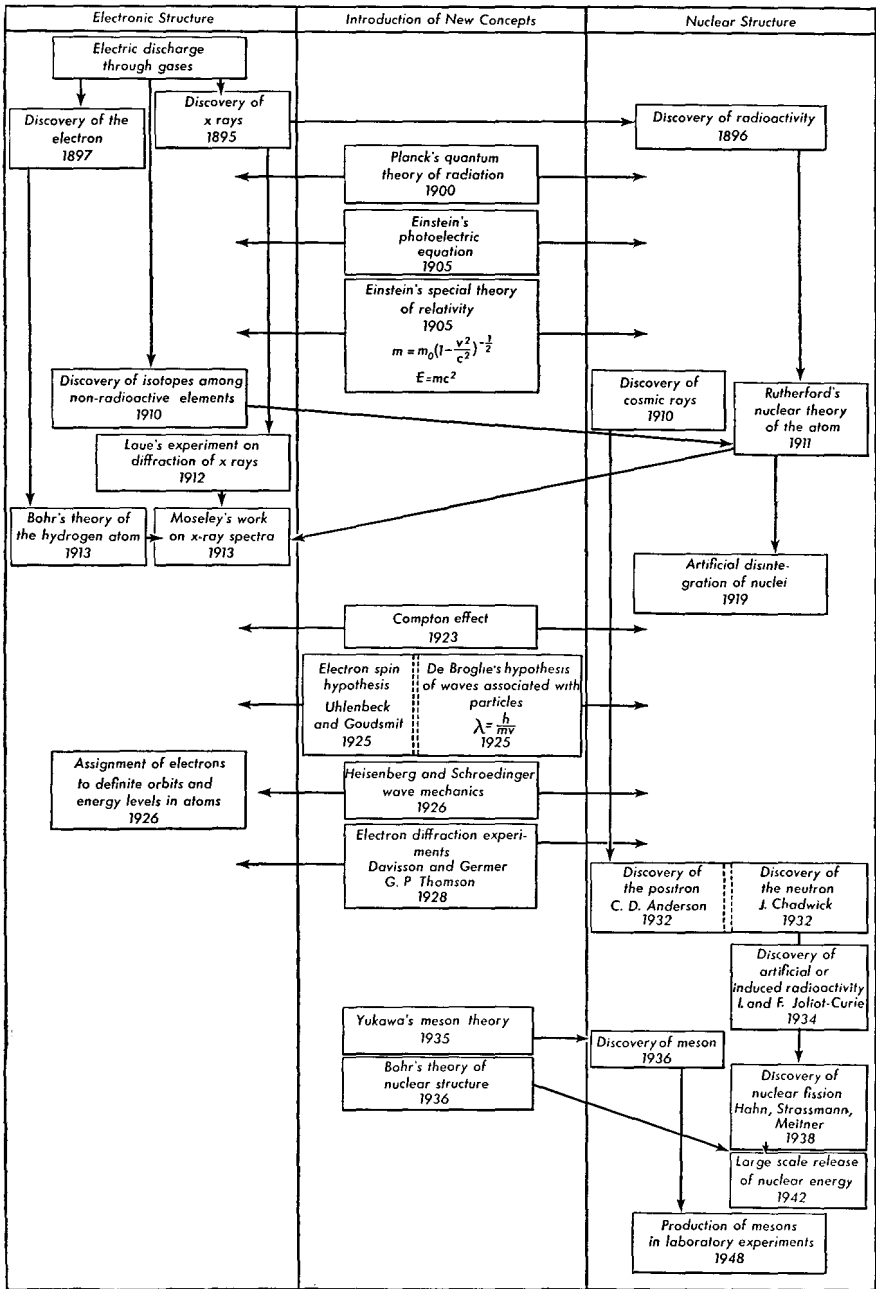 Electronic Structure
Introduction of New Concepts
Nuclear Structure
Electric discharge
through gases
Discovery of
x rays
1895
Discovery of the
electron
1897
Discovery of radioactivity
1896
Planck's quantum
theory of radiation
1900
Einstein's
photoelectric
equation
1905
Einstein's special theory
of relativity
1905
m = m₀(1-v²/c²)^-1/2
E=mc²
Discovery of isotopes among
non-radioactive elements
1910
Discovery of
cosmic rays
1910
Rutherford's
nuclear theory
of the atom
1911
Laue's experiment on
diffraction of x rays
1912
Bohr's theory of
the hydrogen atom
1913
Moseley's work
on x-ray spectra
1913
Artificial disinte-
gration of nuclei
1919
Compton effect
1923
Electron spin
hypothesis
Uhlenbeck
and Goudsmit
1925
De Broglie's hypothesis
of waves associated with
particles
λ = h/mv
1925
Assignment of electrons
to definite orbits and
energy levels in atoms
1926
Heisenberg and Schroedinger
wave mechanics
1926
Electron diffraction experi-
ments
Davisson and Germer
G. P Thomson
1928
Discovery of
the positron
C. D. Anderson
1932
Discovery of
the neutron
J. Chadwick
1932
Discovery of
artificial or
induced radioactivity
I. and F. Joliot-Curie
1934
Yukawa's meson theory
1935
Discovery of meson
1936
Bohr's theory of
nuclear structure
1936
Discovery of
nuclear fission
Hahn, Strassmann,
Meitner
1938
Large scale release
of nuclear energy
1942
Production of mesons
in laboratory experiments
1948